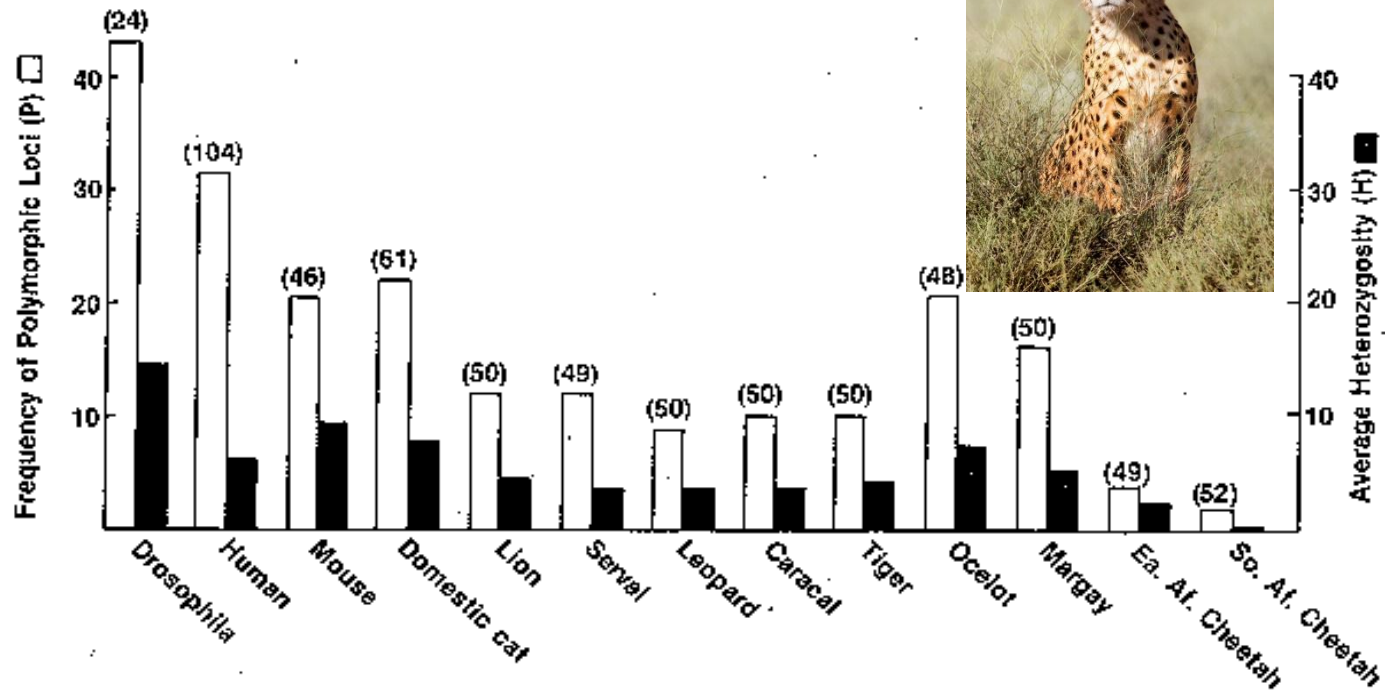 Frequency of Polymorphic Loci (P)
40
30
20
10
(24)
(104)
(46)
(61)
(50)
(49)
(50)
(50)
(50)
(48)
(50)
(49)
(52)
40
30
20
10
Average Heterozygosity (H)
Drosophila
Human
Mouse
Domestic cat
Lion
Serval
Leopard
Caracal
Tiger
Ocelot
Margay
Ea. Af. Cheetah
So. Af. Cheetah